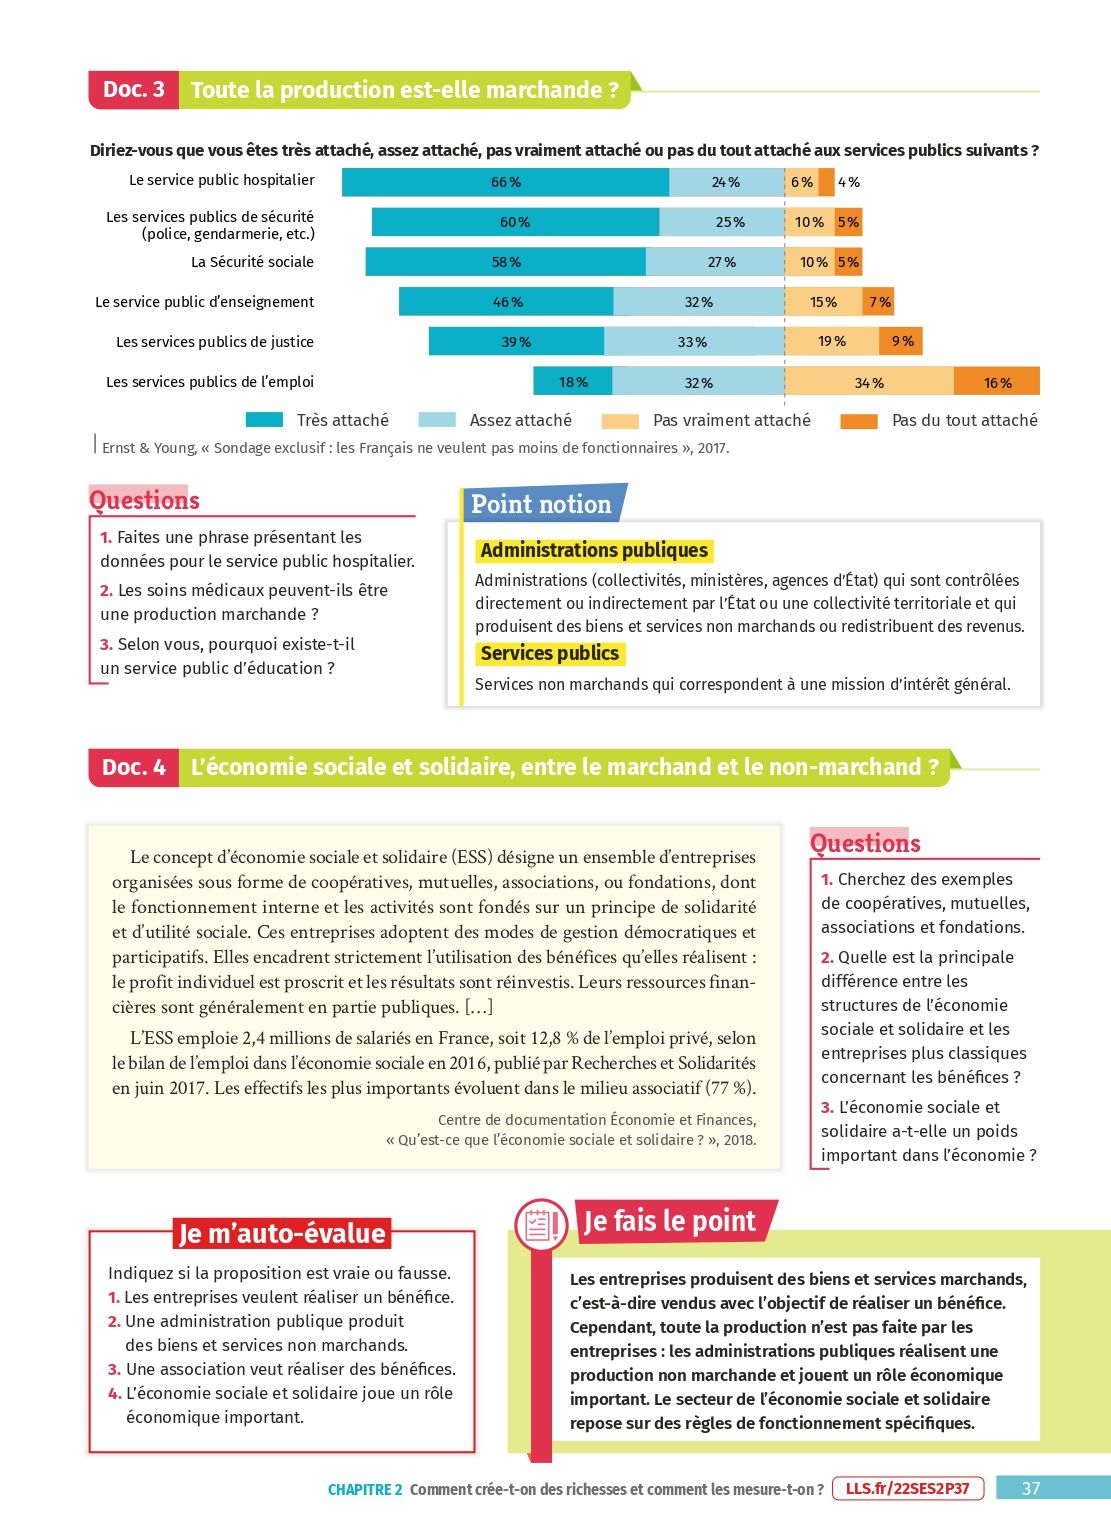 Doc. 3 Toute la production est-elle marchande ?
Diriez-vous que vous êtes très attaché, assez attaché, pas vraiment attaché ou pas du tout attaché aux services publics suivants ?
Le service public hospitalier 66 % 24 % 6 % 4 %
Les services publics de sécurité
(police, gendarmerie, etc.) 60 % 25 % 10 % 5 %
La Sécurité sociale 58 % 27 % 10 % 5 %
Le service public d’enseignement 46 % 32 % 15 % 7 %
Les services publics de justice 39 % 33 % 19 % 9 %
Les services publics de l’emploi 18 % 32 % 34 % 16 %
Très attaché Assez attaché Pas vraiment attaché Pas du tout attaché
Ernst & Young, « Sondage exclusif : les Français ne veulent pas moins de fonctionnaires », 2017.
Questions
1. Faites une phrase présentant les
données pour le service public hospitalier.
2. Les soins médicaux peuvent-ils être
une production marchande ?
3. Selon vous, pourquoi existe-t-il
un service public d’éducation ?
Point notion
Administrations publiques
Administrations (collectivités, ministères, agences d’État) qui sont contrôlées
directement ou indirectement par l’État ou une collectivité territoriale et qui
produisent des biens et services non marchands ou redistribuent des revenus.
Services publics
Services non marchands qui correspondent à une mission d’intérêt général.
Doc. 4 L’économie sociale et solidaire, entre le marchand et le non-marchand ?
Le concept d’économie sociale et solidaire (ESS) désigne un ensemble d’entreprises
organisées sous forme de coopératives, mutuelles, associations, ou fondations, dont
le fonctionnement interne et les activités sont fondés sur un principe de solidarité
et d’utilité sociale. Ces entreprises adoptent des modes de gestion démocratiques et
participatifs. Elles encadrent strictement l’utilisation des bénéfices qu’elles réalisent :
le profit individuel est proscrit et les résultats sont réinvestis. Leurs ressources finan-
cières sont généralement en partie publiques. […]
L’ESS emploie 2,4 millions de salariés en France, soit 12,8 % de l’emploi privé, selon
le bilan de l’emploi dans l’économie sociale en 2016, publié par Recherches et Solidarités
en juin 2017. Les effectifs les plus importants évoluent dans le milieu associatif (77 %).
Centre de documentation Économie et Finances,
« Qu’est-ce que l’économie sociale et solidaire ? », 2018.
Questions
1. Cherchez des exemples
de coopératives, mutuelles,
associations et fondations.
2. Quelle est la principale
différence entre les
structures de l’économie
sociale et solidaire et les
entreprises plus classiques
concernant les bénéfices ?
3. L’économie sociale et
solidaire a-t-elle un poids
important dans l’économie ?
Je m’auto-évalue
Indiquez si la proposition est vraie ou fausse.
1. Les entreprises veulent réaliser un bénéfice.
2. Une administration publique produit
des biens et services non marchands.
3. Une association veut réaliser des bénéfices.
4. L’économie sociale et solidaire joue un rôle
économique important.
Je fais le point
Les entreprises produisent des biens et services marchands,
c’est-à-dire vendus avec l’objectif de réaliser un bénéfice.
Cependant, toute la production n’est pas faite par les
entreprises : les administrations publiques réalisent une
production non marchande et jouent un rôle économique
important. Le secteur de l’économie sociale et solidaire
repose sur des règles de fonctionnement spécifiques.
CHAPITRE 2 Comment crée-t-on des richesses et comment les mesure-t-on ? LLS.fr/22SES2P37 37